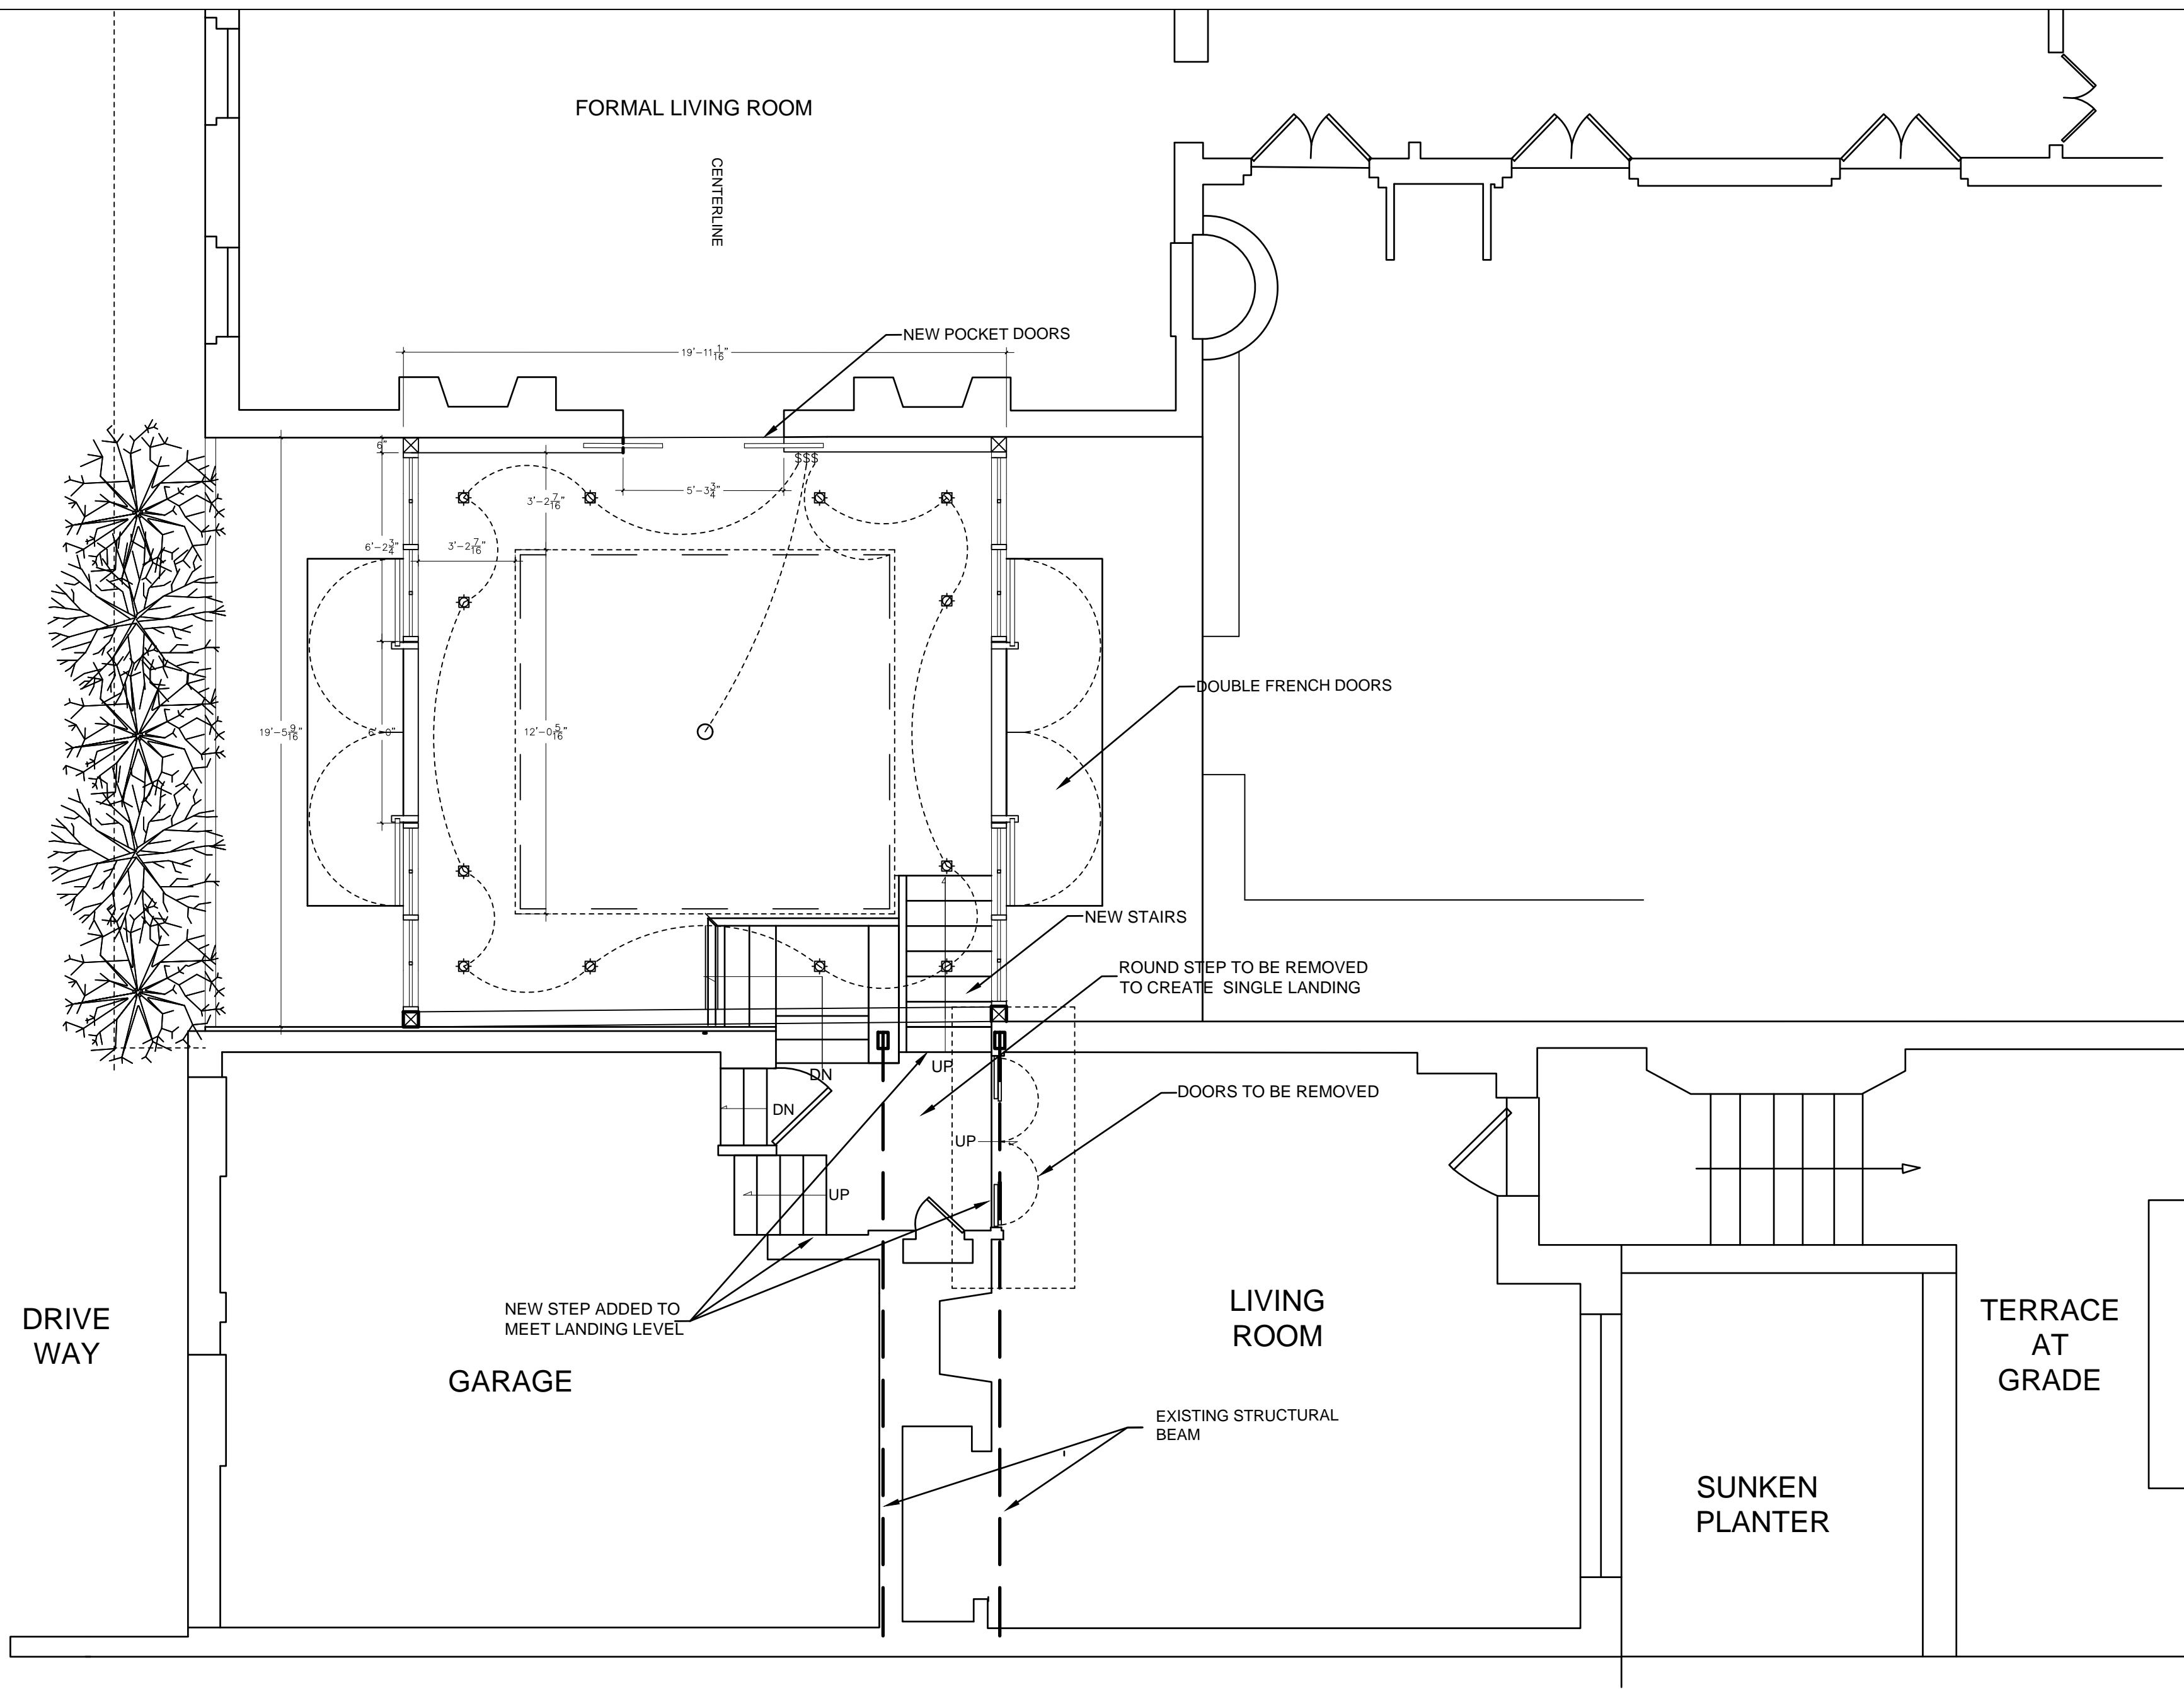 FORMAL LIVING ROOM
CENTERLINE
NEW POCKET DOORS
19'-11 1/16"
6"
$$$
5'-3 3/4"
3'-2 7/16"
6'-2 3/4"
3'-2 7/16"
DOUBLE FRENCH DOORS
19'-5 9/16"
6'-0"
12'-0 5/16"
4
NEW STAIRS
ROUND STEP TO BE REMOVED
TO CREATE SINGLE LANDING
UP
DN
DN
DOORS TO BE REMOVED
UP
UP
NEW STEP ADDED TO
MEET LANDING LEVEL
DRIVE
WAY
GARAGE
LIVING
ROOM
TERRACE
AT
GRADE
EXISTING STRUCTURAL
BEAM
SUNKEN
PLANTER